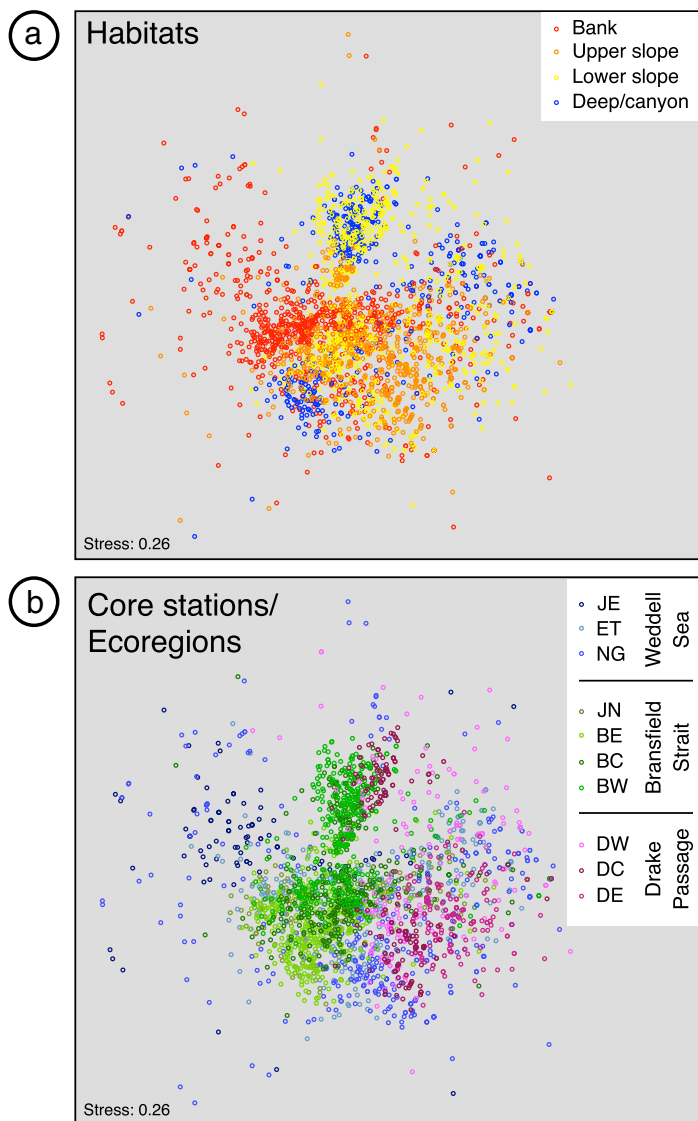 a
Habitats
Bank
Upper slope
Lower slope
Deep/canyon
Stress: 0.26
b
Core stations/
Ecoregions
JE
ET
NG
Weddell
Sea
JN
BE
BC
BW
Bransfield
Strait
DW
DC
DE
Drake
Passage
Stress: 0.26